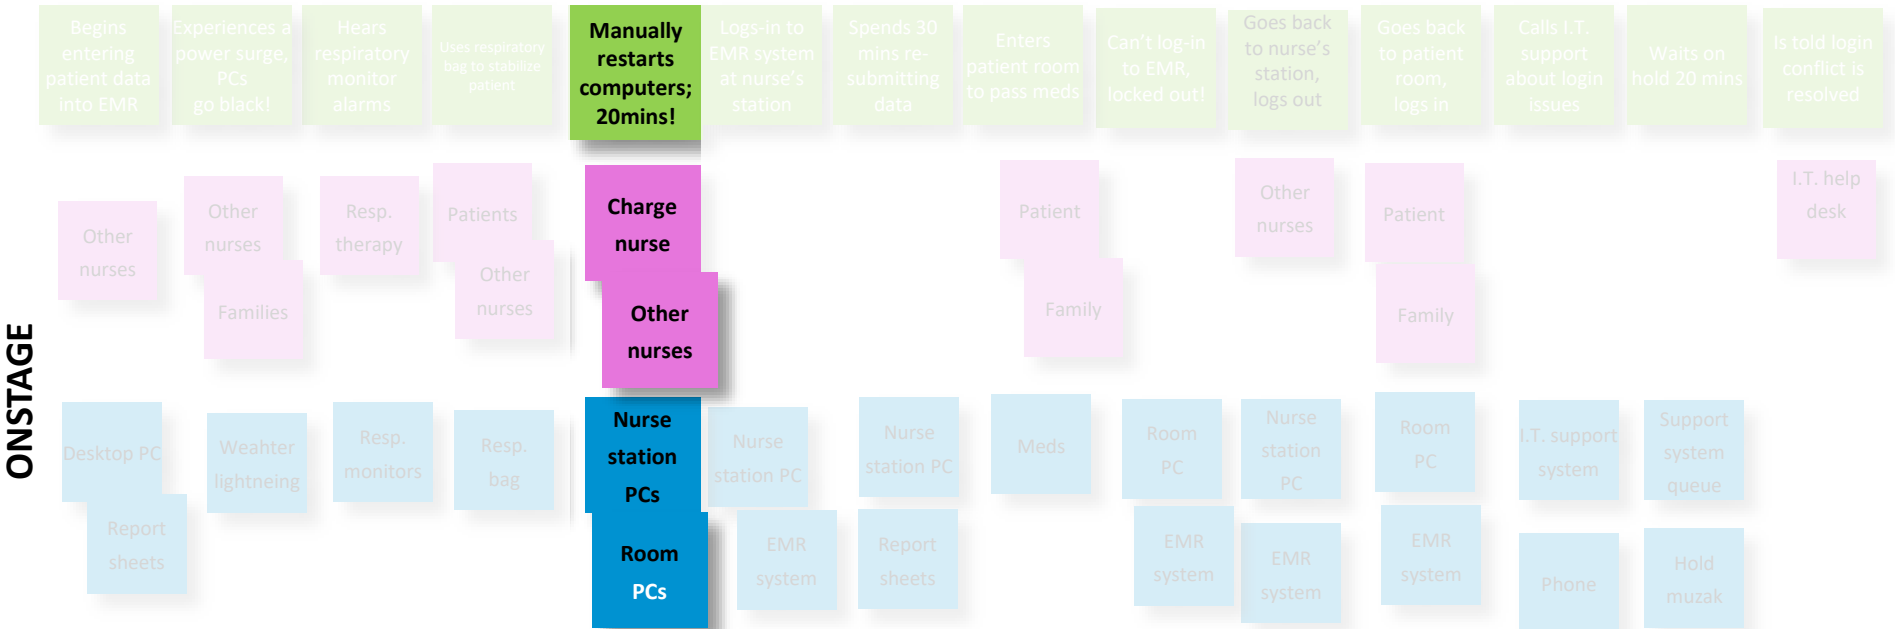 Begins
entering
patient data
into EMR
Experiences a
power surge,
PCs
go black!
Hears
respiratory
monitor
alarms
Uses respiratory
bag to stabilize
patient
Manually
restarts
computers;
20mins!
Logs-in to
EMR system
at nurse's
station
Spends 30
mins re-
submitting
data
Enters
patient room
to pass meds
Can't log-in
to EMR,
locked out!
Goes back
to nurse's
station,
logs out
Goes back
to patient
room,
logs in
Calls I.T.
support
about login
issues
Waits on
hold 20 mins
Is told login
conflict is
resolved
ONSTAGE
Other
nurses
Other
nurses
Families
Resp.
therapy
Patients
Other
nurses
Charge
nurse
Other
nurses
Patient
Family
Other
nurses
Patient
Family
I.T. help
desk
Desktop PC
Report
sheets
Weahter
lightneing
Resp.
monitors
Resp.
bag
Nurse
station
PCs
Room
PCs
Nurse
station PC
EMR
system
Nurse
station PC
Report
sheets
Meds
Room
PC
EMR
system
Nurse
station
PC
EMR
system
Room
PC
EMR
system
I.T. support
system
Phone
Support
system
queue
Hold
muzak